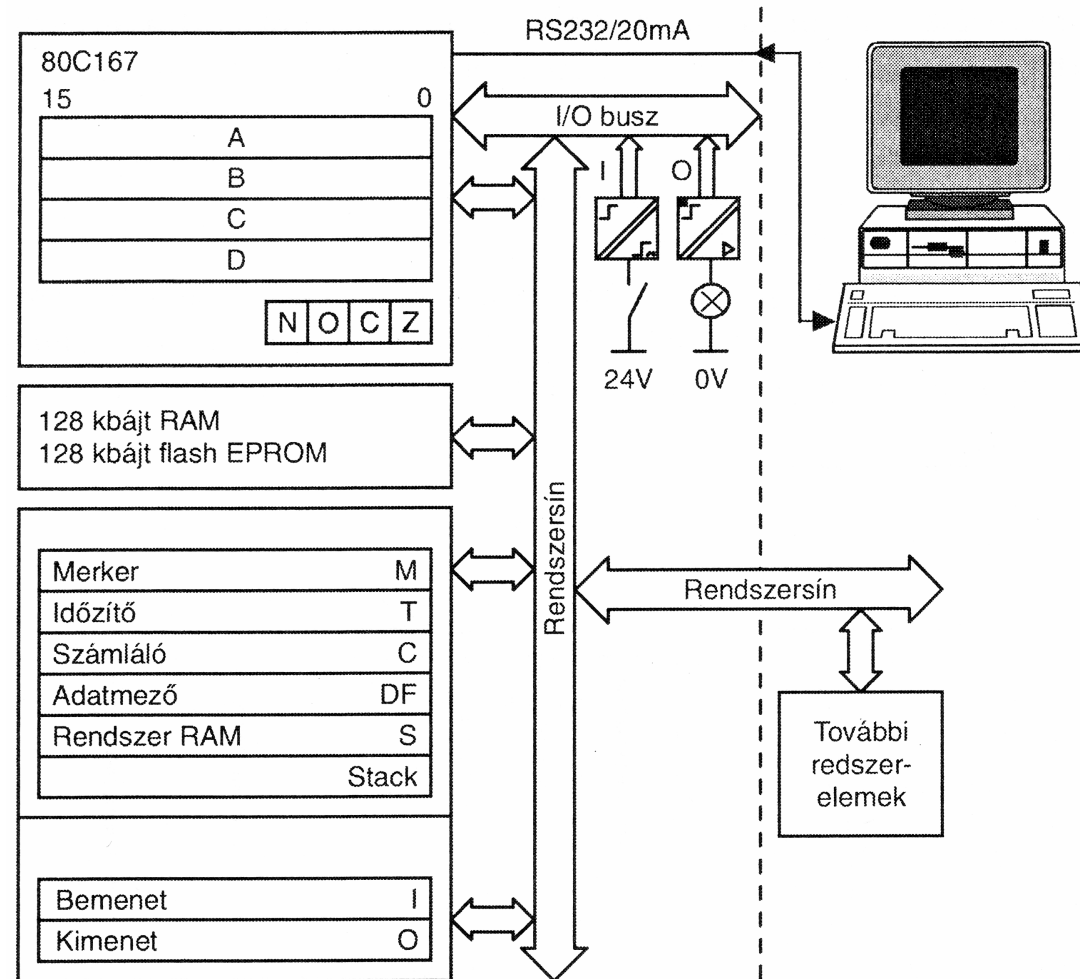 RS232/20mA
80C167
15 0
A
B
C
D
N O C Z
I/O busz
I O
24V 0V
128 kbájt RAM
128 kbájt flash EPROM
Rendszersín
Merker M
Időzítő T
Számláló C
Adatmező DF
Rendszer RAM S
Stack
Rendszersín
További
redszer-
elemek
Bemenet I
Kimenet O